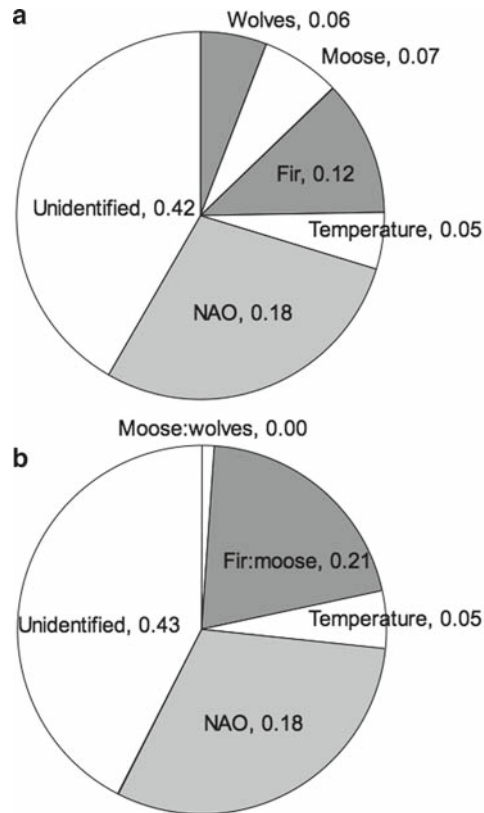 a
Wolves, 0.06
Moose, 0.07
Fir, 0.12
Unidentified, 0.42
Temperature, 0.05
NAO, 0.18
Moose:wolves, 0.00
b
Fir:moose, 0.21
Temperature, 0.05
Unidentified, 0.43
NAO, 0.18